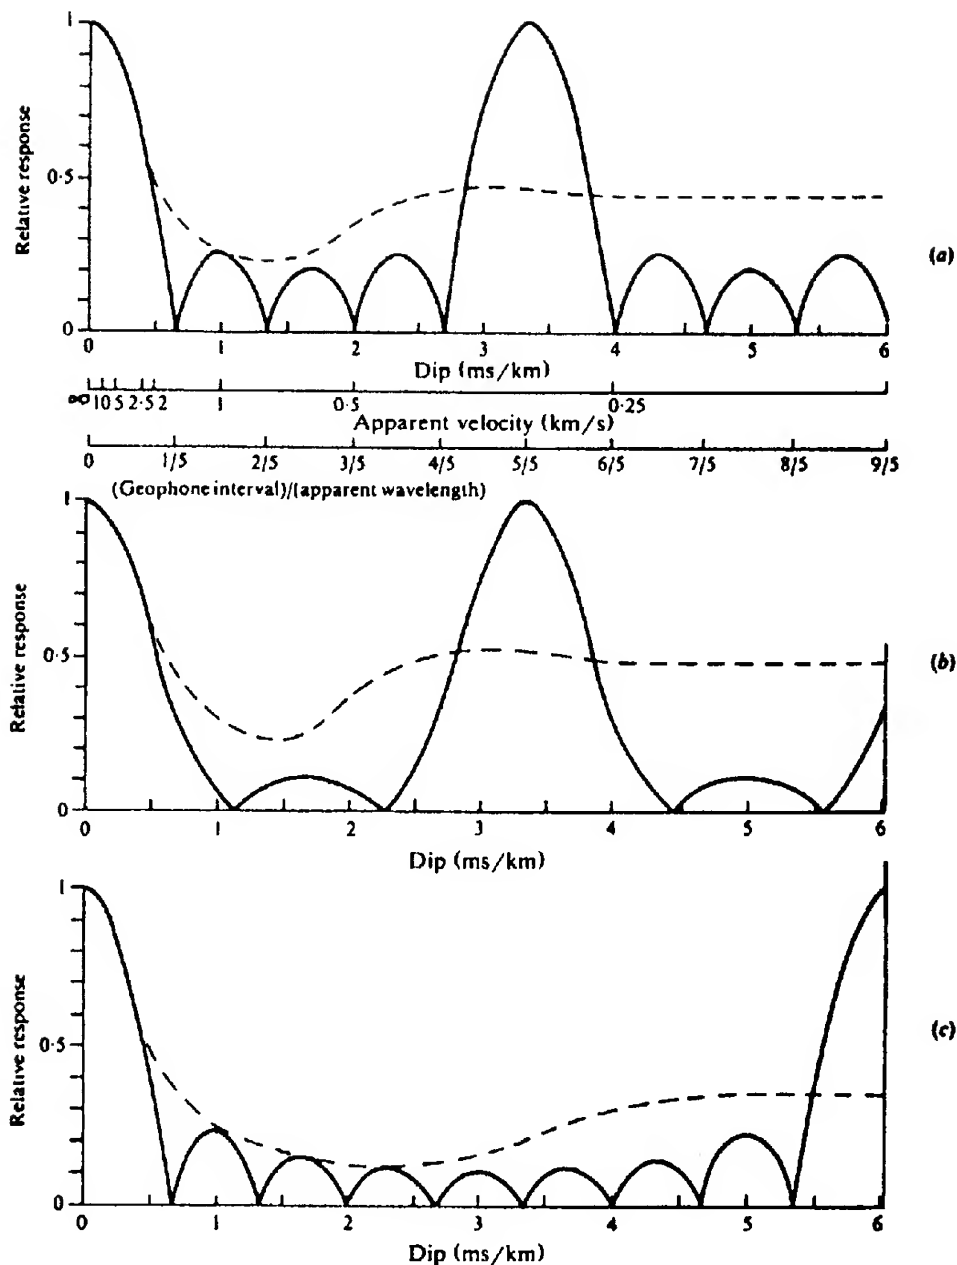 1
Relative response
0·5
0
0 1 2 3 4 5 6
Dip (ms/km)
(a)
∞ 10 5 2·5 2 1 0·5 0·25
Apparent velocity (km/s)
0 1/5 2/5 3/5 4/5 5/5 6/5 7/5 8/5 9/5
(Geophone interval)/(apparent wavelength)
1
Relative response
0·5
0
0 1 2 3 4 5 6
Dip (ms/km)
(b)
1
Relative response
0·5
0
0 1 2 3 4 5 6
Dip (ms/km)
(c)